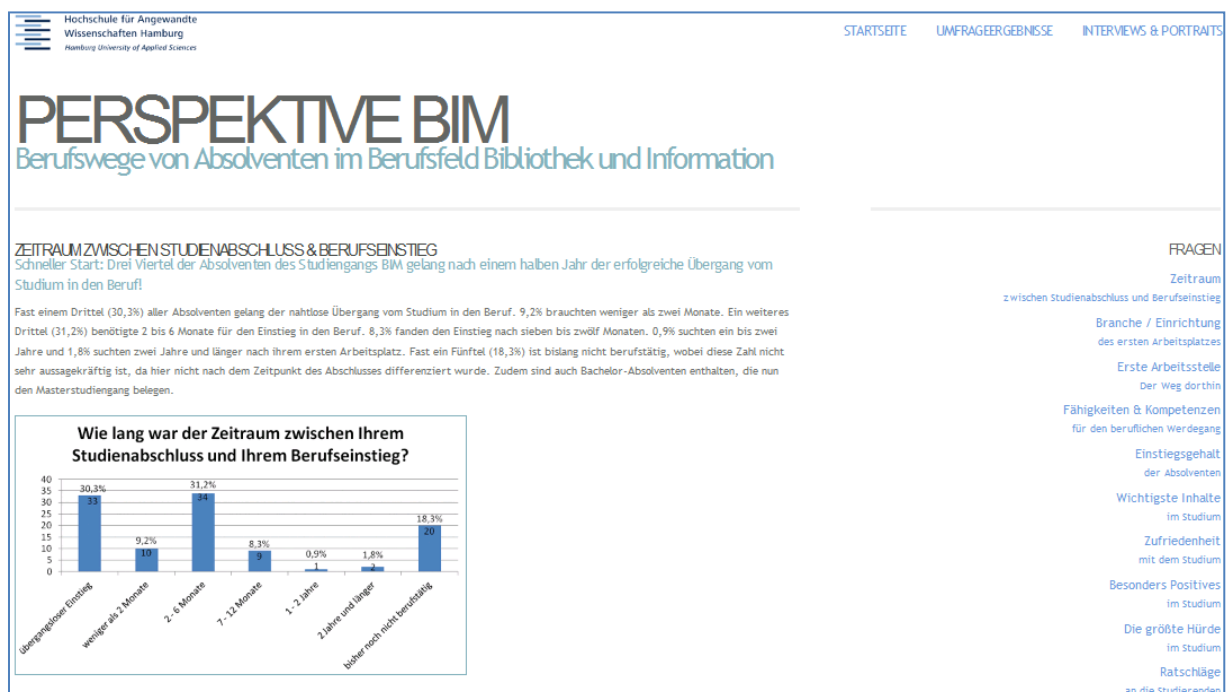 Hochschule für Angewandte
Wissenschaften Hamburg
Hamburg University of Applied Sciences
STARTSEITE UMFRAGEERGEBNISSE INTERVIEWS & PORTRAITS
PERSPEKTIVE BIM
Berufswege von Absolventen im Berufsfeld Bibliothek und Information
ZEITRAUM ZWISCHEN STUDIENABSCHLUSS & BERUFSEINSTIEG
Schneller Start: Drei Viertel der Absolventen des Studiengangs BIM gelang nach einem halben Jahr der erfolgreiche Übergang vom
Studium in den Beruf!
Fast einem Drittel (30,3%) aller Absolventen gelang der nahtlose Übergang vom Studium in den Beruf. 9,2% brauchten weniger als zwei Monate. Ein weiteres
Drittel (31,2%) benötigte 2 bis 6 Monate für den Einstieg in den Beruf. 8,3% fanden den Einstieg nach sieben bis zwölf Monaten. 0,9% suchten ein bis zwei
Jahre und 1,8% suchten zwei Jahre und länger nach ihrem ersten Arbeitsplatz. Fast ein Fünftel (18,3%) ist bislang nicht berufstätig, wobei diese Zahl nicht
sehr aussagekräftig ist, da hier nicht nach dem Zeitpunkt des Abschlusses differenziert wurde. Zudem sind auch Bachelor-Absolventen enthalten, die nun
den Masterstudiengang belegen.
Wie lang war der Zeitraum zwischen Ihrem
Studienabschluss und Ihrem Berufseinstieg?
40
35
30
25
20
15
10
5
0
30,3%
33
9,2%
10
31,2%
34
8,3%
9
0,9%
1
1,8%
2
18,3%
20
übergangsloser Einstieg
weniger als 2 Monate
2 - 6 Monate
7 - 12 Monate
1 - 2 Jahre
2 Jahre und länger
bisher noch nicht berufstätig
FRAGEN
Zeitraum
zwischen Studienabschluss und Berufseinstieg
Branche / Einrichtung
des ersten Arbeitsplatzes
Erste Arbeitsstelle
Der Weg dorthin
Fähigkeiten & Kompetenzen
für den beruflichen Werdegang
Einstiegsgehalt
der Absolventen
Wichtigste Inhalte
im Studium
Zufriedenheit
mit dem Studium
Besonders Positives
im Studium
Die größte Hürde
im Studium
Ratschläge
an die Studierenden